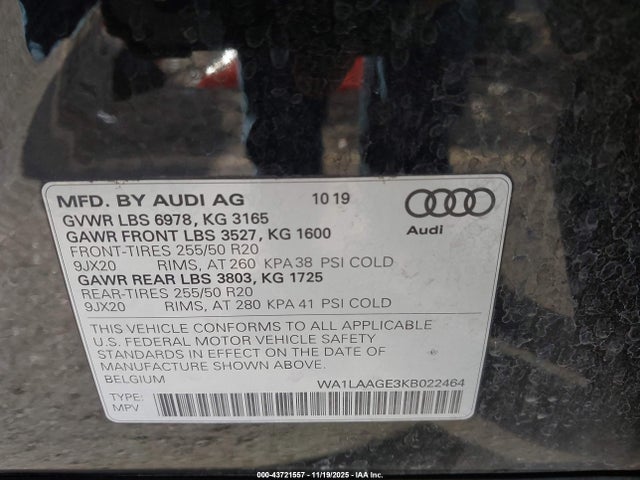 MFD. BY AUDI AG 10 19
GVWR LBS 6978, KG 3165
GAWR FRONT LBS 3527, KG 1600
FRONT-TIRES 255/50 R20
9JX20 RIMS, AT 260 KPA 38 PSI COLD
GAWR REAR LBS 3803, KG 1725
REAR-TIRES 255/50 R20
9JX20 RIMS, AT 280 KPA 41 PSI COLD
Audi
THIS VEHICLE CONFORMS TO ALL APPLICABLE
U.S. FEDERAL MOTOR VEHICLE SAFETY
STANDARDS IN EFFECT ON THE DATE OF
MANUFACTURE SHOWN ABOVE.
BELGIUM WA1LAAGE3KB022464
TYPE:
MPV
00-43721557 - 11/19/2025 - IAA Inc.